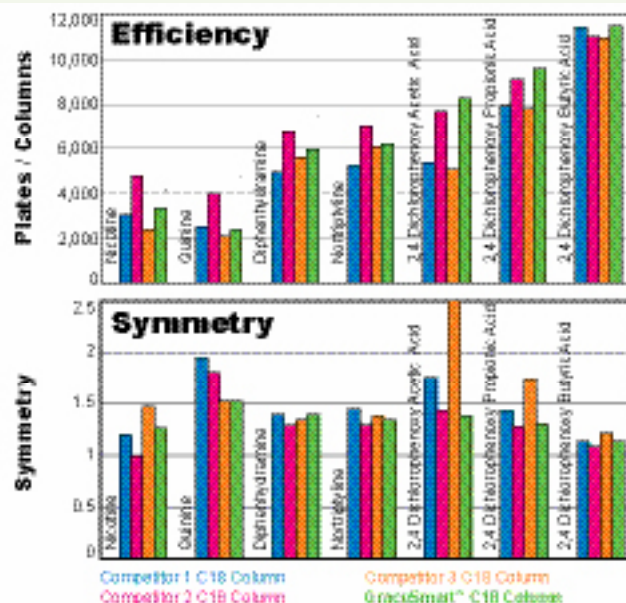 Efficiency
Plates / Columns
12,000
10,000
8,000
6,000
4,000
2,000
0
Nicotine
Quinine
Diphenhydramine
Nortriptyline
2,4 Dichlorophenoxy Acetic Acid
2,4 Dichlorophenoxy Propionic Acid
2,4 Dichlorophenoxy Butyric Acid
Symmetry
Symmetry
2.5
2
1.5
1
0.5
0
Nicotine
Quinine
Diphenhydramine
Nortriptyline
2,4 Dichlorophenoxy Acetic Acid
2,4 Dichlorophenoxy Propionic Acid
2,4 Dichlorophenoxy Butyric Acid
Competitor 1 C18 Column
Competitor 3 C18 Column
Competitor 2 C18 Column
GraceSmart™ C18 Columns